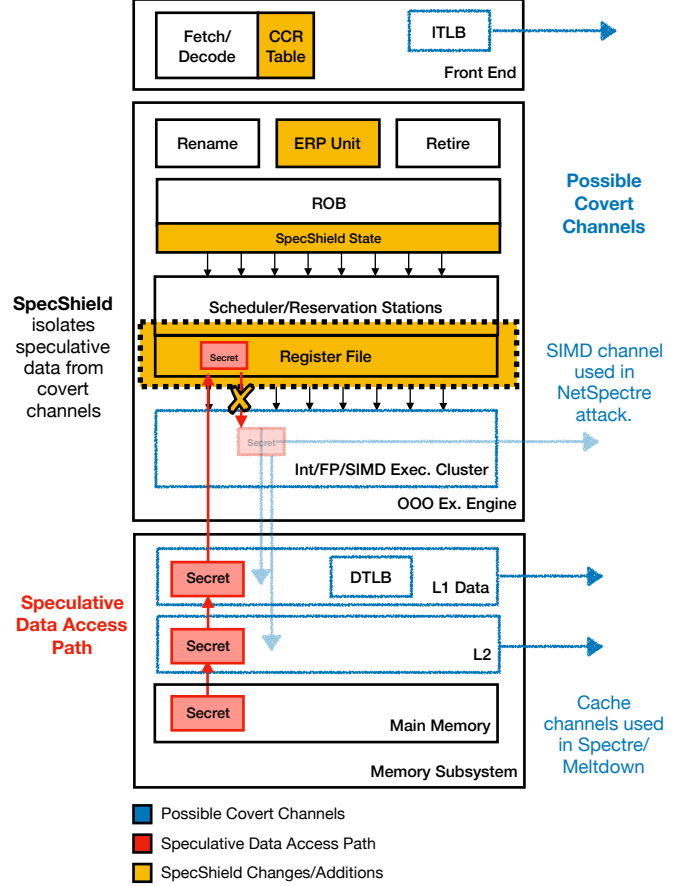 Fetch/
Decode
CCR
Table
ITLB
Front End
Rename
ERP Unit
Retire
Possible
Covert
Channels
ROB
SpecShield State
SpecShield
isolates
speculative
data from
covert
channels
Scheduler/Reservation Stations
Secret
Register File
SIMD channel
used in
NetSpectre
attack.
Secret
Int/FP/SIMD Exec. Cluster
OOO Ex. Engine
Speculative
Data Access
Path
Secret
DTLB
L1 Data
Secret
L2
Secret
Main Memory
Memory Subsystem
Cache
channels used
in Spectre/
Meltdown
Possible Covert Channels
Speculative Data Access Path
SpecShield Changes/Additions